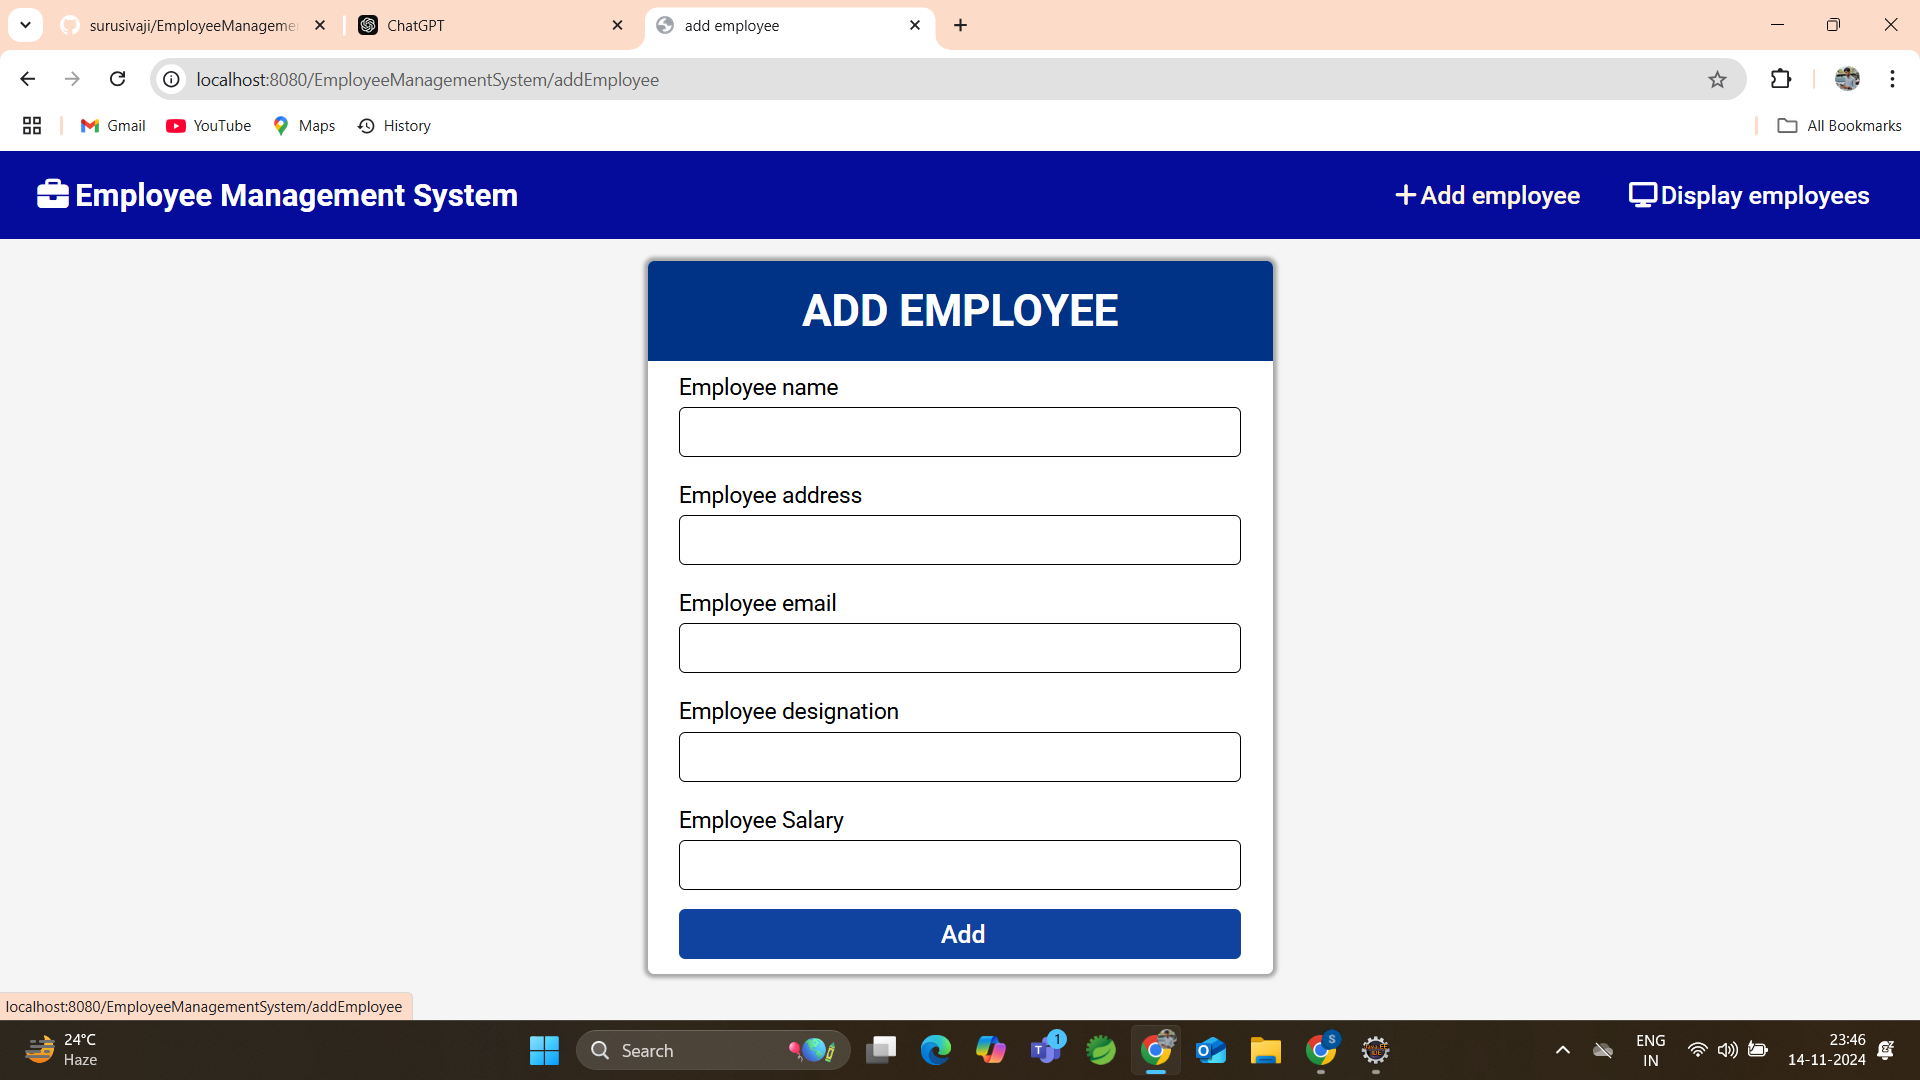 surusivaji/EmployeeManageme
ChatGPT
add employee
localhost:8080/EmployeeManagementSystem/addEmployee
Gmail
YouTube
Maps
History
All Bookmarks
Employee Management System
Add employee
Display employees
ADD EMPLOYEE
Employee name
Employee address
Employee email
Employee designation
Employee Salary
Add
localhost:8080/EmployeeManagementSystem/addEmployee
24°C
Haze
Search
1
S
ENG
IN
23:46
14-11-2024